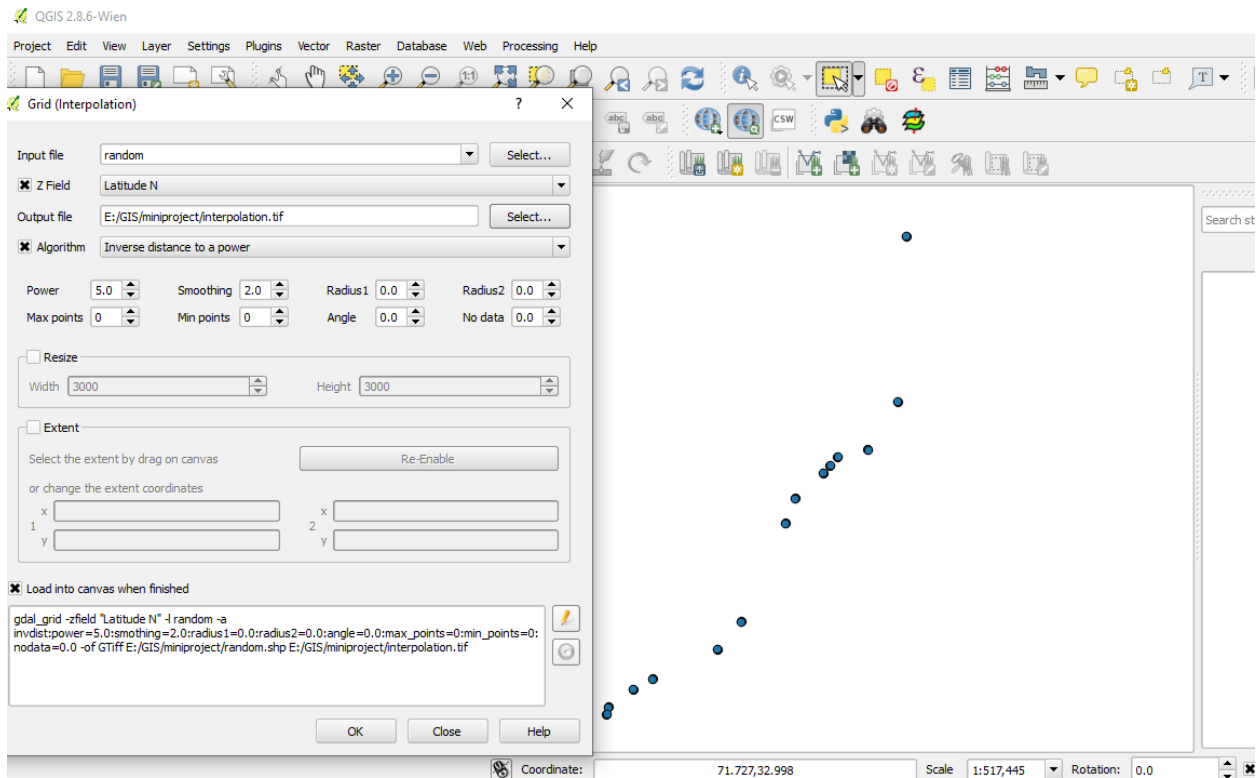 QGIS 2.8.6-Wien
Project Edit View Layer Settings Plugins Vector Raster Database Web Processing Help
Grid (Interpolation) ?
abc abc CSW
Input file random Select...
Z Field Latitude N
Output file E:/GIS/miniproject/interpolation.tif Select...
Search st
Algorithm Inverse distance to a power
Power 5.0 Smoothing 2.0 Radius1 0.0 Radius2 0.0
Max points 0 Min points 0 Angle 0.0 No data 0.0
Resize
Width 3000 Height 3000
Extent
Select the extent by drag on canvas Re-Enable
or change the extent coordinates
x x
1 2
y y
Load into canvas when finished
gdal_grid -zfield "Latitude N" -l random -a
invdist:power=5.0:smothing=2.0:radius1=0.0:radius2=0.0:angle=0.0:max_points=0:min_points=0:
nodata=0.0 -of GTiff E:/GIS/miniproject/random.shp E:/GIS/miniproject/interpolation.tif
OK Close Help
Coordinate: 71.727,32.998 Scale 1:517,445 Rotation: 0.0